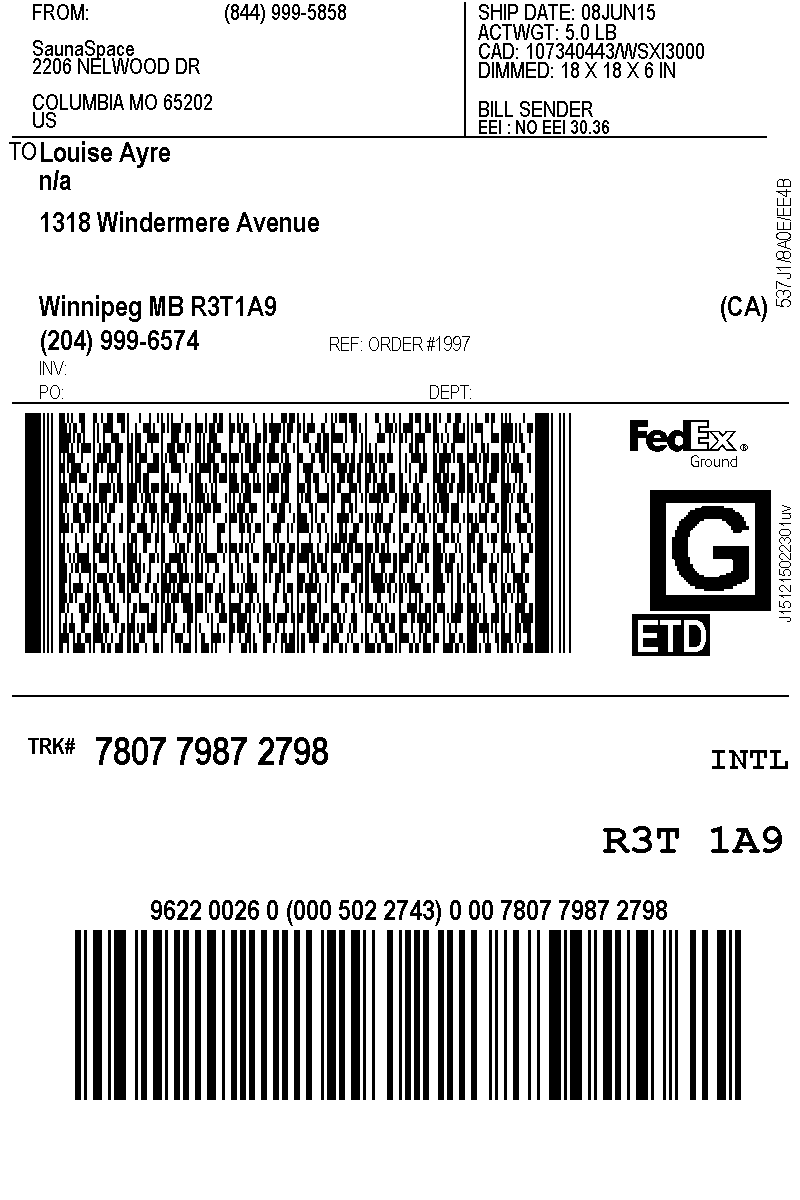 FROM: (844) 999-5858
SaunaSpace
2206 NELWOOD DR
COLUMBIA MO 65202
US
SHIP DATE: 08JUN15
ACTWGT: 5.0 LB
CAD: 107340443/WSXI3000
DIMMED: 18 X 18 X 6 IN
BILL SENDER
EEI : NO EEI 30.36
TO Louise Ayre
n/a
1318 Windermere Avenue
Winnipeg MB R3T1A9 (CA)
(204) 999-6574 REF: ORDER #1997
INV:
PO: DEPT:
537J1/8A0E/EE4B
FedEx®
Ground
G
ETD
J151215022301uv
TRK# 7807 7987 2798
INTL
R3T 1A9
9622 0026 0 (000 502 2743) 0 00 7807 7987 2798